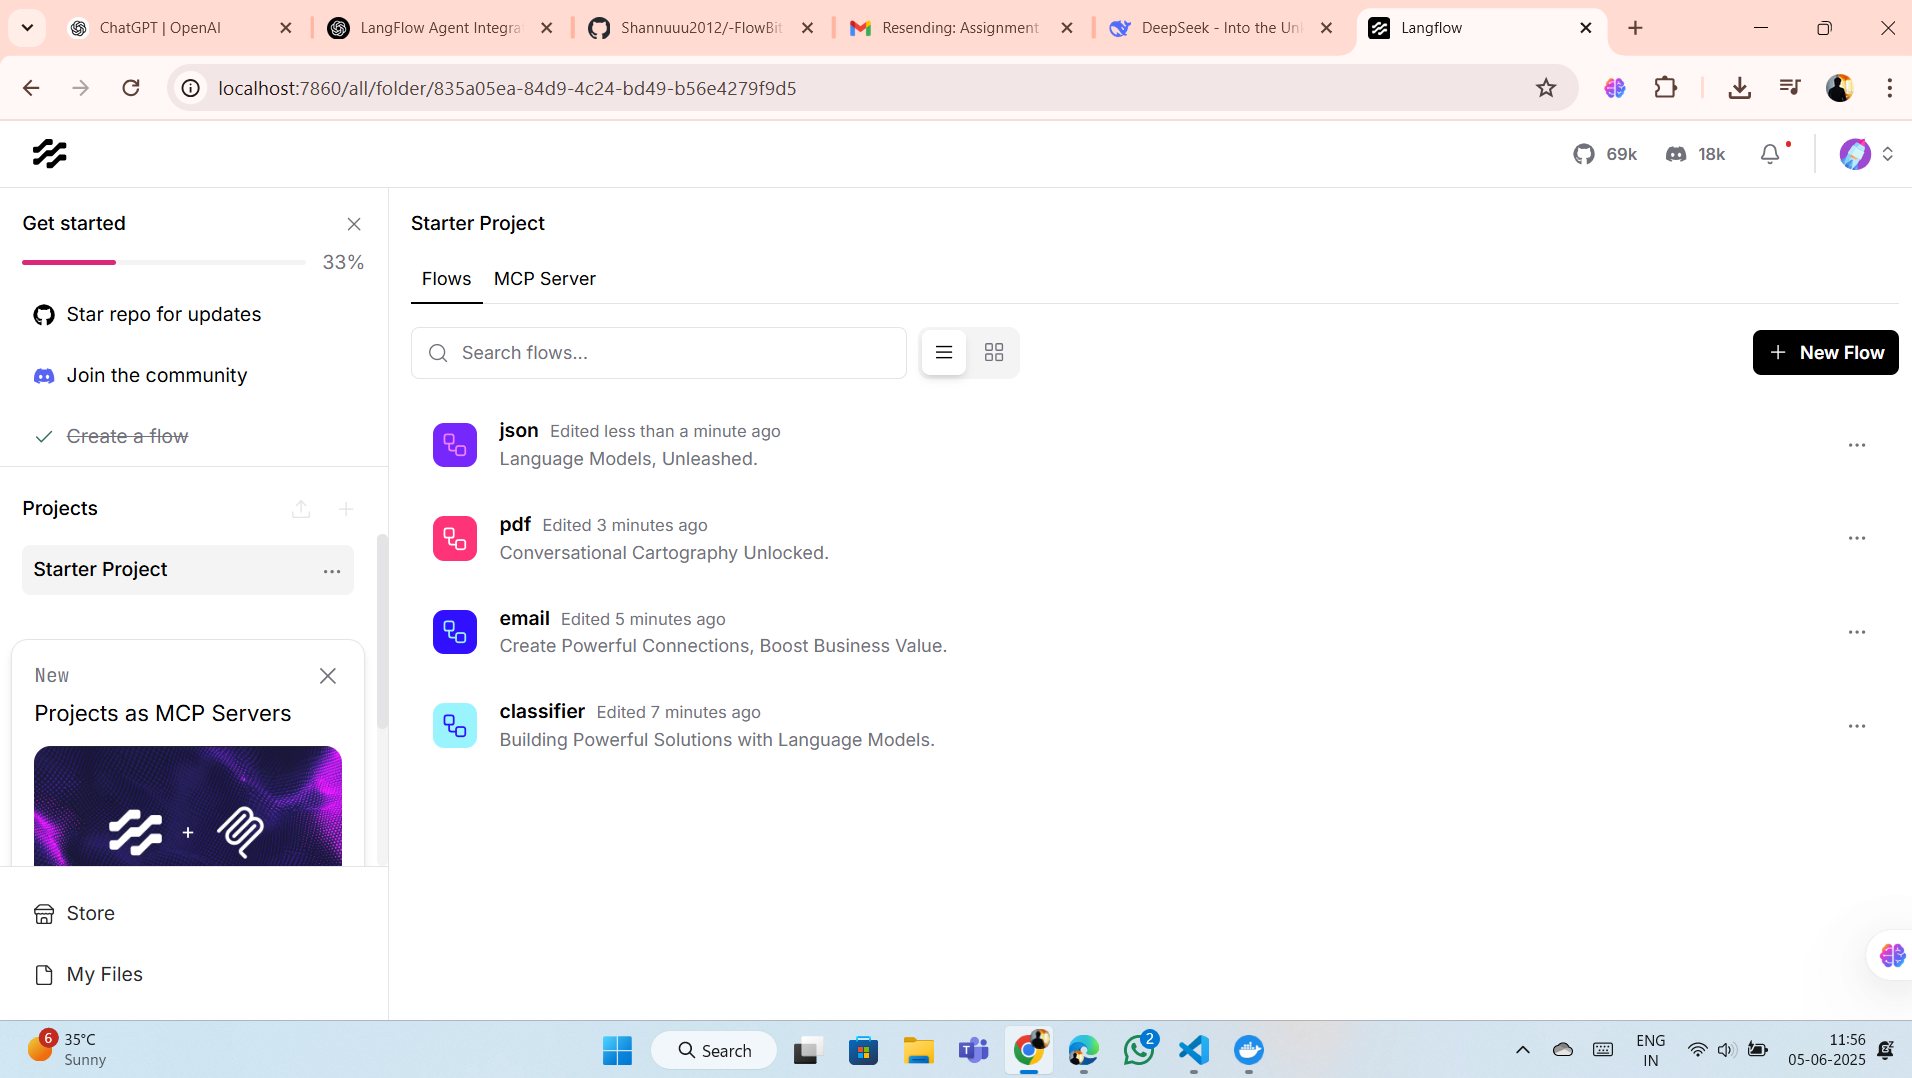 ChatGPT | OpenAI
LangFlow Agent Integra
Shannuuu2012/-FlowBit
Resending: Assignment
DeepSeek - Into the Unk
Langflow
localhost:7860/all/folder/835a05ea-84d9-4c24-bd49-b56e4279f9d5
69k
18k
Get started
33%
Star repo for updates
Join the community
Create a flow
Projects
Starter Project
New
Projects as MCP Servers
+
Store
My Files
Starter Project
Flows MCP Server
Search flows...
New Flow
json Edited less than a minute ago
Language Models, Unleashed.
pdf Edited 3 minutes ago
Conversational Cartography Unlocked.
email Edited 5 minutes ago
Create Powerful Connections, Boost Business Value.
classifier Edited 7 minutes ago
Building Powerful Solutions with Language Models.
6
35°C
Sunny
Search
2
ENG
IN
11:56
05-06-2025